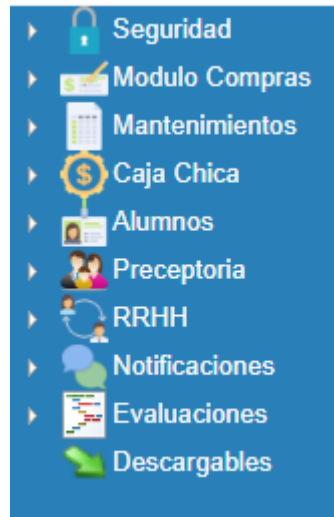 Seguridad
Modulo Compras
Mantenimientos
Caja Chica
Alumnos
Preceptoria
RRHH
Notificaciones
Evaluaciones
Descargables